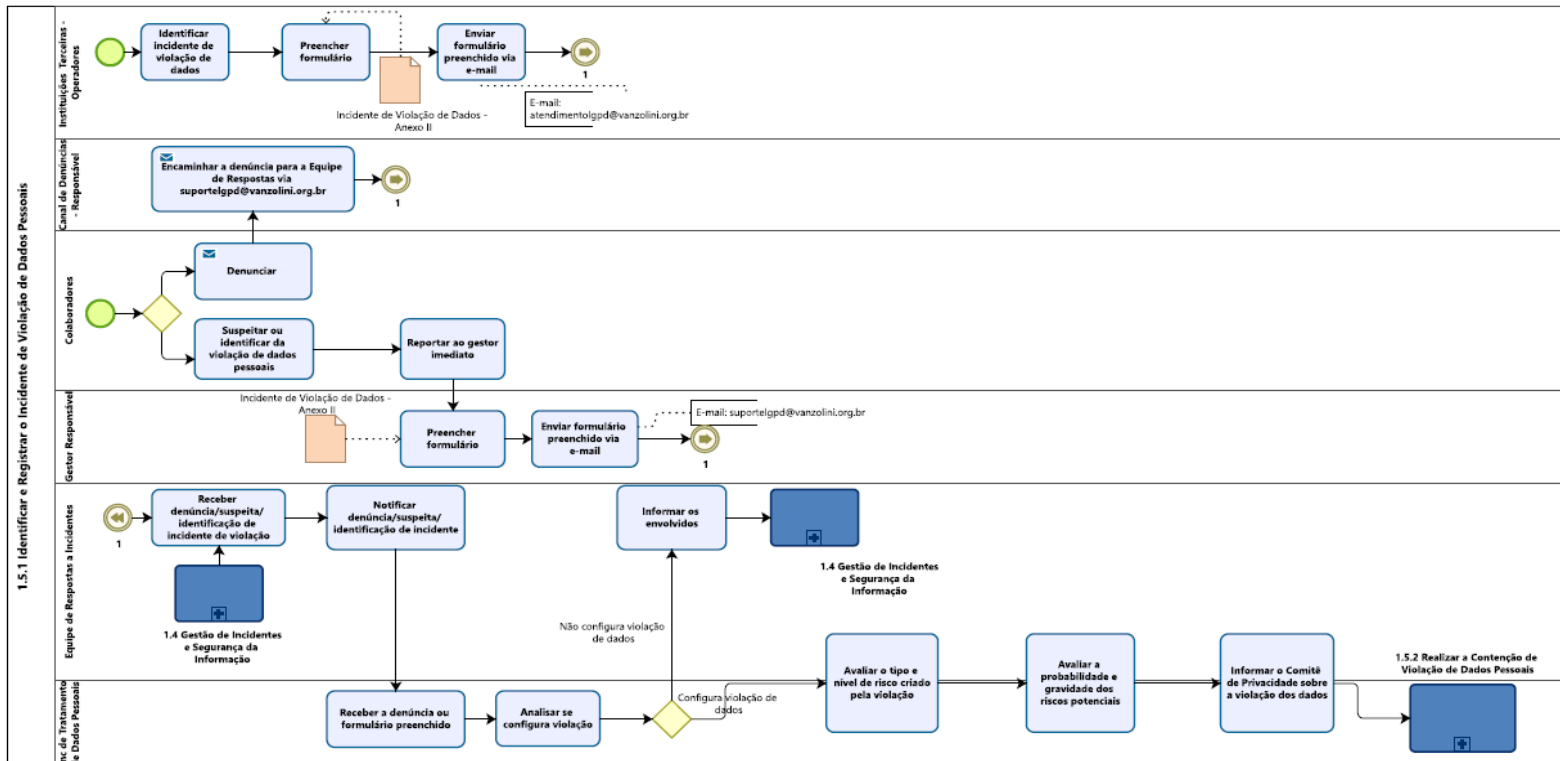 1.5.1 Identificar e Registrar o Incidente de Violação de Dados Pessoais
Instituições Terceiras -
Operadores
Identificar
incidente de
violação de
dados
Preencher
formulário
Enviar
formulário
preenchido via
e-mail
1
Incidente de Violação de Dados -
Anexo II
E-mail:
atendimentolgpd@vanzolini.org.br
Canal de Denúncias
- Responsável
Encaminhar a denúncia para a Equipe
de Respostas via
suportelgpd@vanzolini.org.br
1
Colaboradores
Denunciar
Suspeitar ou
identificar da
violação de dados
pessoais
Reportar ao gestor
imediato
Gestor Responsável
Incidente de Violação de Dados -
Anexo II
Preencher
formulário
Enviar formulário
preenchido via
e-mail
E-mail: suportelgpd@vanzolini.org.br
1
Equipe de Respostas a Incidentes
1
Receber
denúncia/suspeita/
identificação de
incidente de violação
Notificar
denúncia/suspeita/
identificação de incidente
Informar os
envolvidos
1.4 Gestão de Incidentes
e Segurança da
Informação
1.4 Gestão de Incidentes
e Segurança da
Informação
Não configura violação
de dados
Avaliar o tipo e
nível de risco criado
pela violação
Avaliar a
probabilidade e
gravidade dos
riscos potenciais
Informar o Comitê
de Privacidade sobre
a violação dos dados
1.5.2 Realizar a Contenção de
Violação de Dados Pessoais
de Tratamento
de Dados Pessoais
Receber a denúncia ou
formulário preenchido
Analisar se
configura violação
Configura violação de
dados